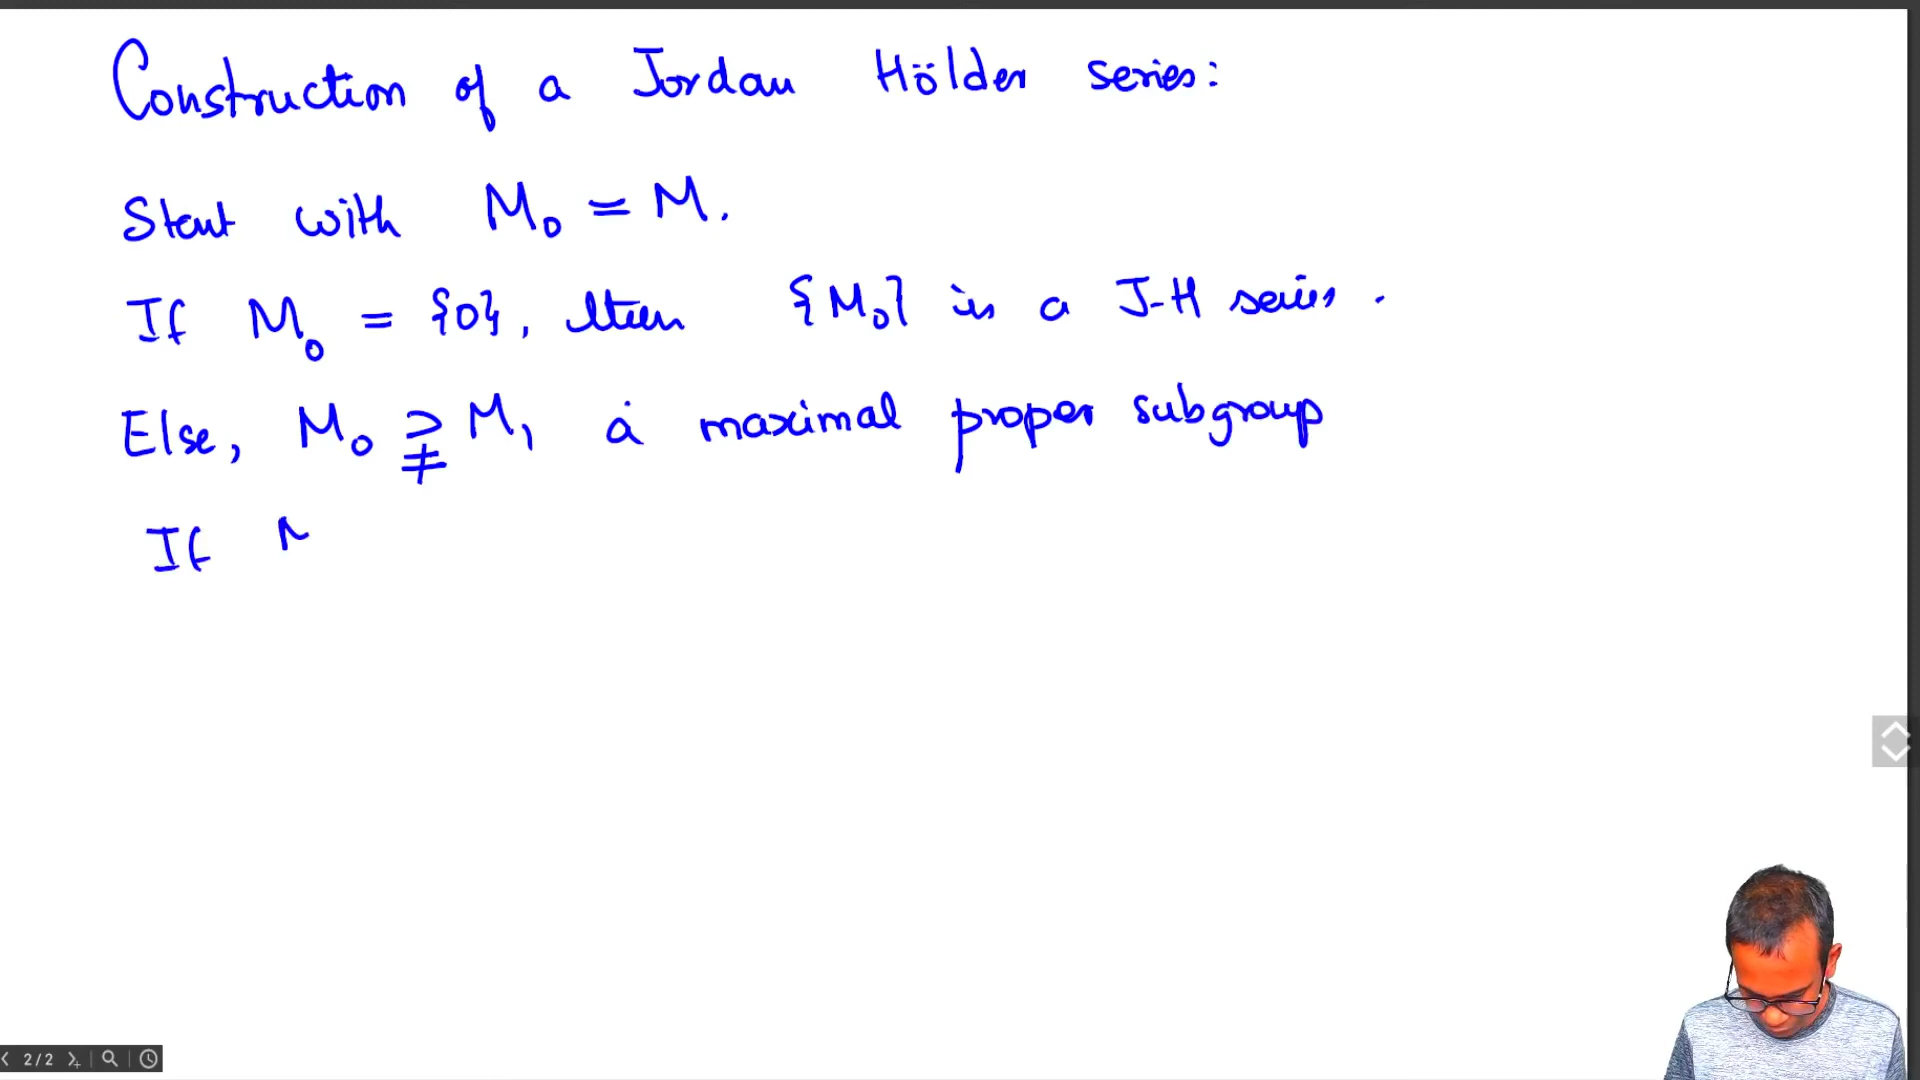 Construction of a Jordan Hölder series:
Start with M₀ = M.
If M₀ = {0}, then {M₀} is a J-H series.
Else, M₀ ⊋ M₁ a maximal proper subgroup
If M
2/2